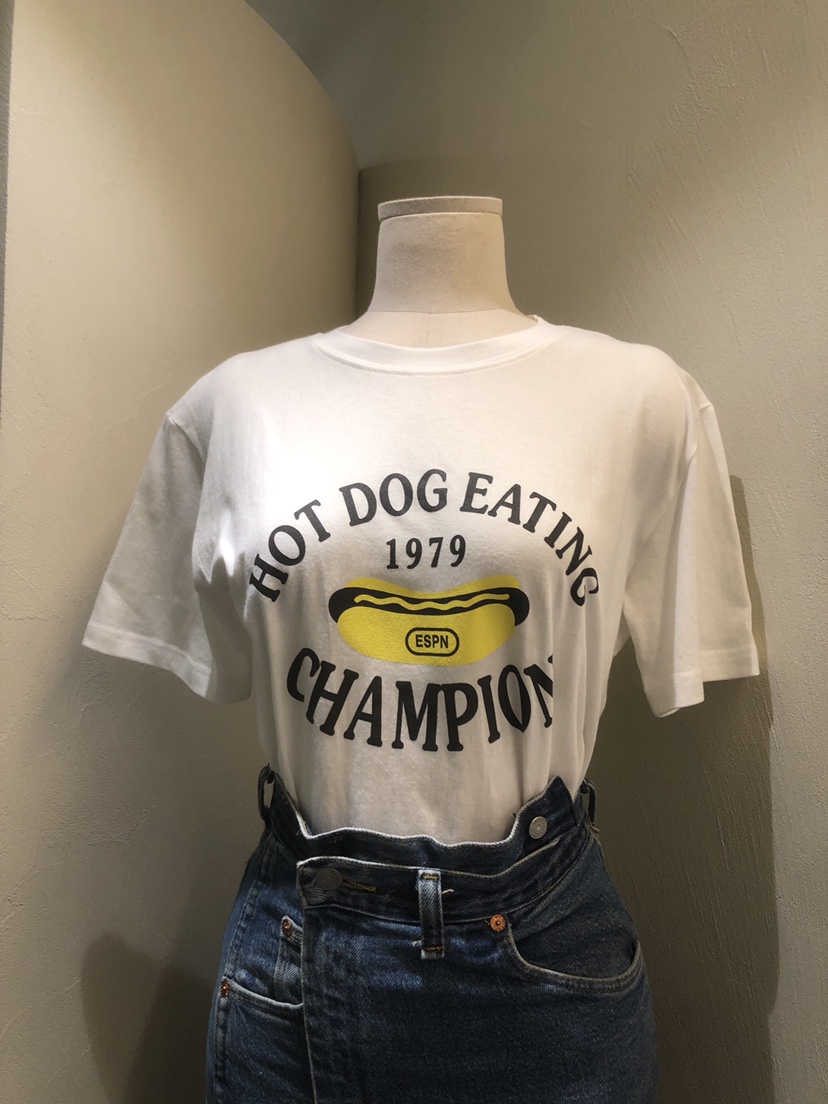 HOT DOG EATING
1979
ESPN
CHAMPION